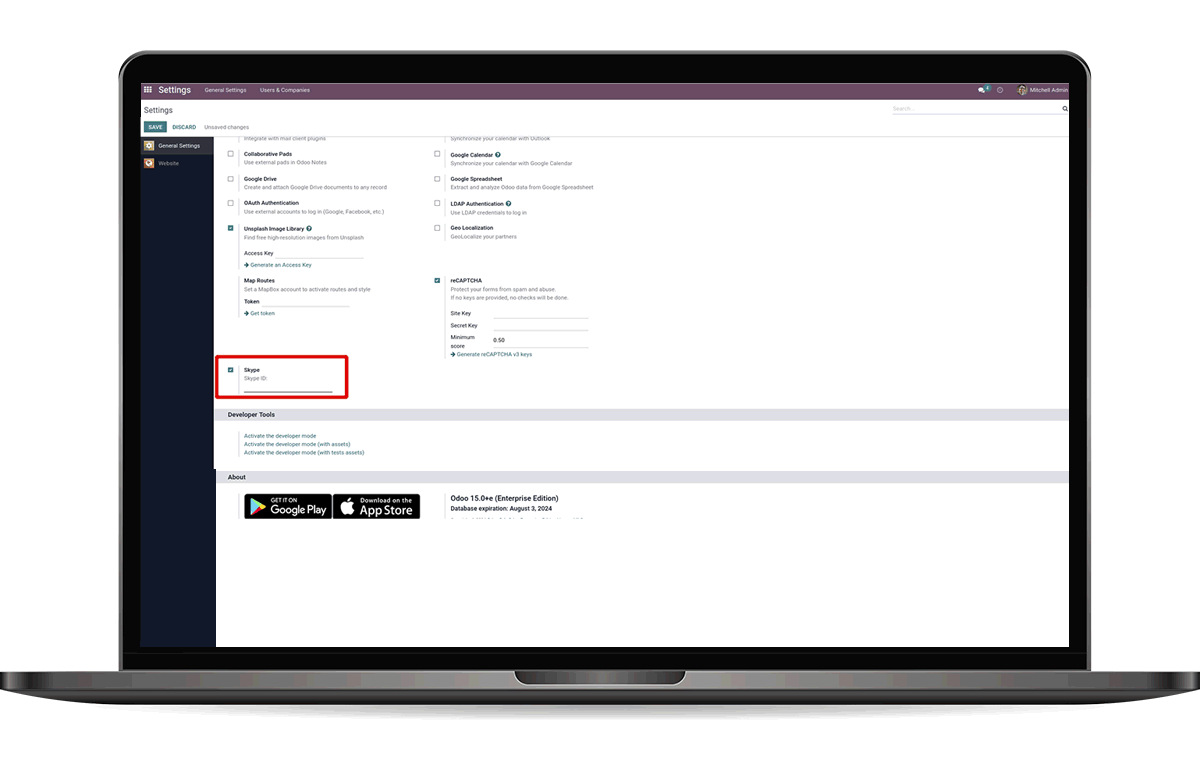 Settings
General Settings
Users & Companies
4
Mitchell Admin
Settings
Search...
SAVE
DISCARD
Unsaved changes
General Settings
Website
Integrate with mail client plugins
Synchronize your calendar with Outlook
Collaborative Pads
Use external pads in Odoo Notes
Google Calendar
Synchronize your calendar with Google Calendar
Google Drive
Create and attach Google Drive documents to any record
Google Spreadsheet
Extract and analyze Odoo data from Google Spreadsheet
OAuth Authentication
Use external accounts to log in (Google, Facebook, etc.)
LDAP Authentication
Use LDAP credentials to log in
Unsplash Image Library
Find free high-resolution images from Unsplash
Access Key
Generate an Access Key
Geo Localization
GeoLocalize your partners
Map Routes
Set a MapBox account to activate routes and style
Token
Get token
reCAPTCHA
Protect your forms from spam and abuse
If no keys are provided, no checks will be done.
Site Key
Secret Key
Minimum
score
0.50
Generate reCAPTCHA v3 keys
Skype
Skype ID:
Developer Tools
Activate the developer mode
Activate the developer mode (with assets)
Activate the developer mode (with tests assets)
About
GET IT ON
Google Play
Download on the
App Store
Odoo 15.0+e (Enterprise Edition)
Database expiration: August 3, 2024